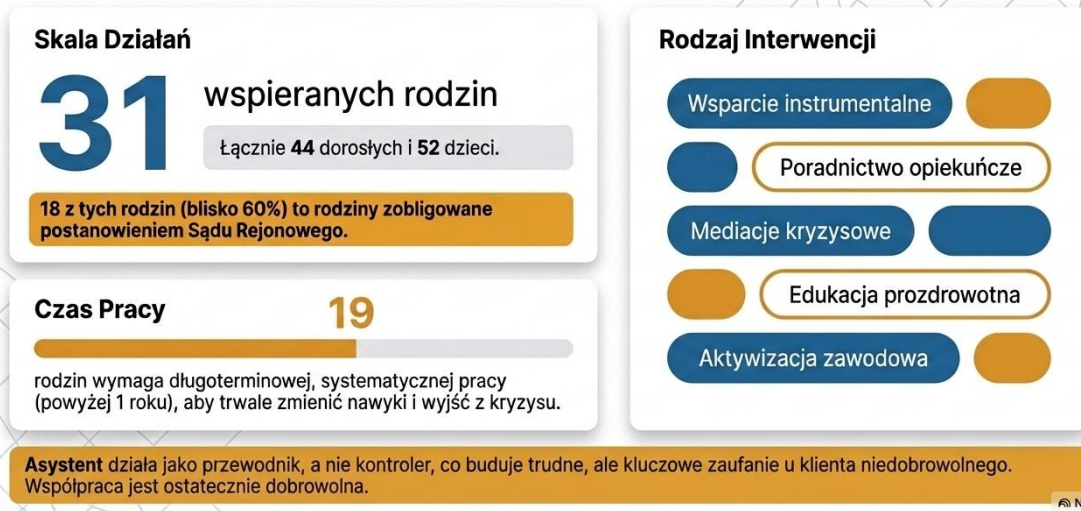 Skala Działań
31
wspieranych rodzin
Łącznie 44 dorosłych i 52 dzieci.
18 z tych rodzin (blisko 60%) to rodziny zobligowane
postanowieniem Sądu Rejonowego.
Czas Pracy
19
rodzin wymaga długoterminowej, systematycznej pracy
(powyżej 1 roku), aby trwale zmienić nawyki i wyjść z kryzysu.
Rodzaj Interwencji
Wsparcie instrumentalne
Poradnictwo opiekuńcze
Mediacje kryzysowe
Edukacja prozdrowotna
Aktywizacja zawodowa
Asystent działa jako przewodnik, a nie kontroler, co buduje trudne, ale kluczowe zaufanie u klienta niedobrowolnego.
Współpraca jest ostatecznie dobrowolna.